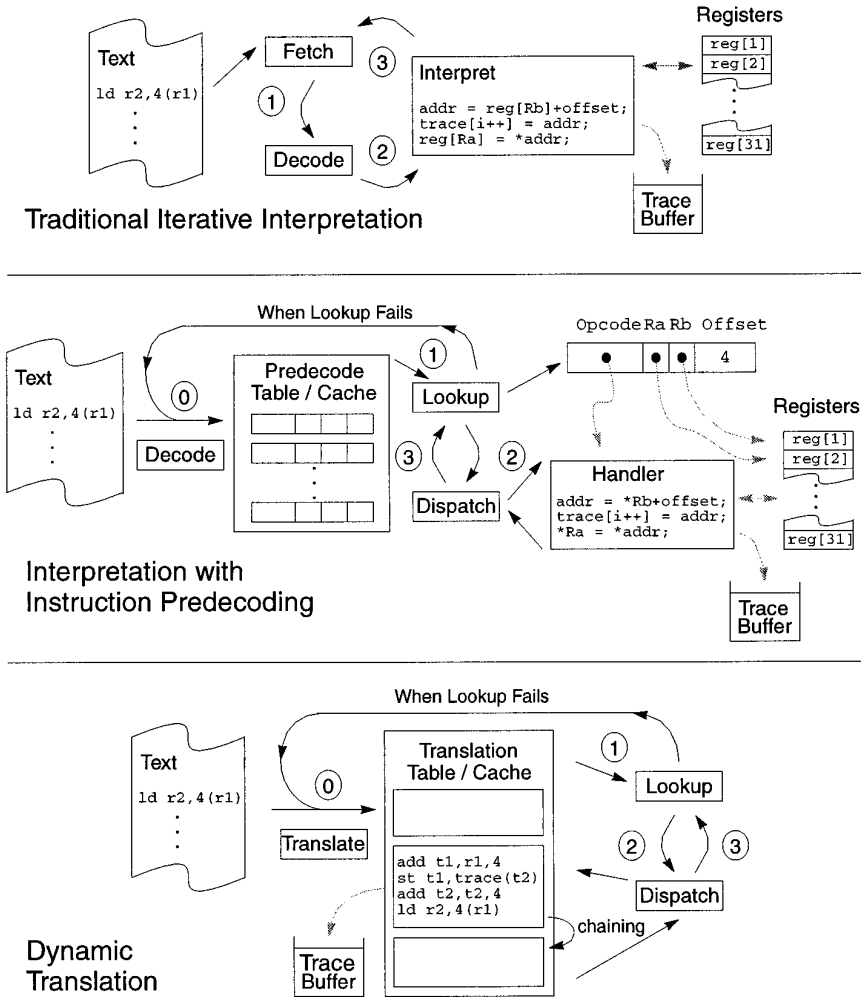 Text
ld r2,4(r1)
Fetch
1
Decode
2
3
Interpret
addr = reg[Rb]+offset;
trace[i++] = addr;
reg[Ra] = *addr;
Registers
reg[1]
reg[2]
reg[31]
Trace
Buffer
Traditional Iterative Interpretation
When Lookup Fails
Text
ld r2,4(r1)
0
Decode
Predecode
Table / Cache
1
Lookup
3
2
Dispatch
Opcode Ra Rb Offset
4
Handler
addr = *Rb+offset;
trace[i++] = addr;
*Ra = *addr;
Registers
reg[1]
reg[2]
reg[31]
Trace
Buffer
Interpretation with
Instruction Predecoding
When Lookup Fails
Text
ld r2,4(r1)
0
Translate
Translation
Table / Cache
add t1,r1,4
st t1,trace(t2)
add t2,t2,4
ld r2,4(r1)
chaining
1
Lookup
2
3
Dispatch
Trace
Buffer
Dynamic
Translation